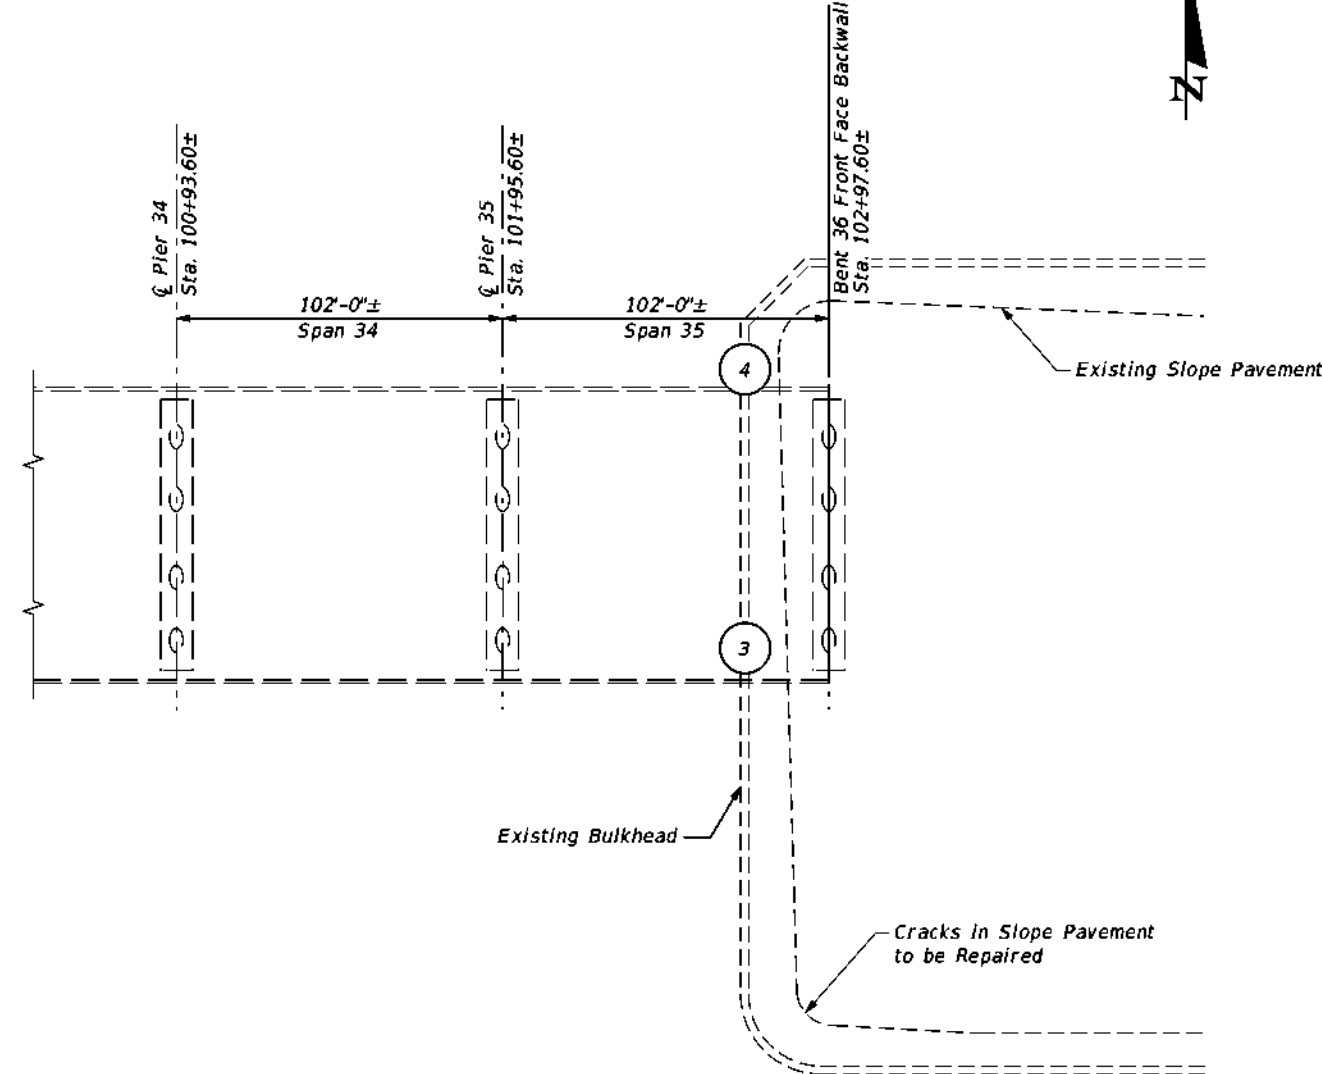 N
℄ Pier 34
Sta. 100+93.60±
℄ Pier 35
Sta. 101+95.60±
Bent 36 Front Face Backwall
Sta. 102+97.60±
102'-0"±
Span 34
102'-0"±
Span 35
4
Existing Slope Pavement
3
Existing Bulkhead
Cracks in Slope Pavement
to be Repaired